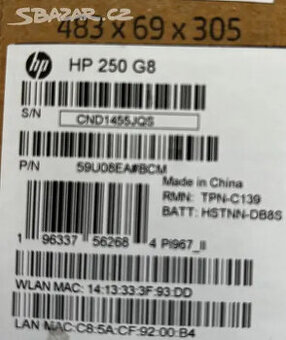 SBAZAR.CZ
483 x 69 x 305
hp HP 250 G8
S/N CND1455JQS
P/N 59U08EA#BCM
Made in China
RMN: TPN-C139
BATT: HSTNN-DB8S
1 96337 56268 4 PI967_II
WLAN MAC: 14:13:33:3F:93:DD
LAN MAC:C8:5A:CF:92:00:B4